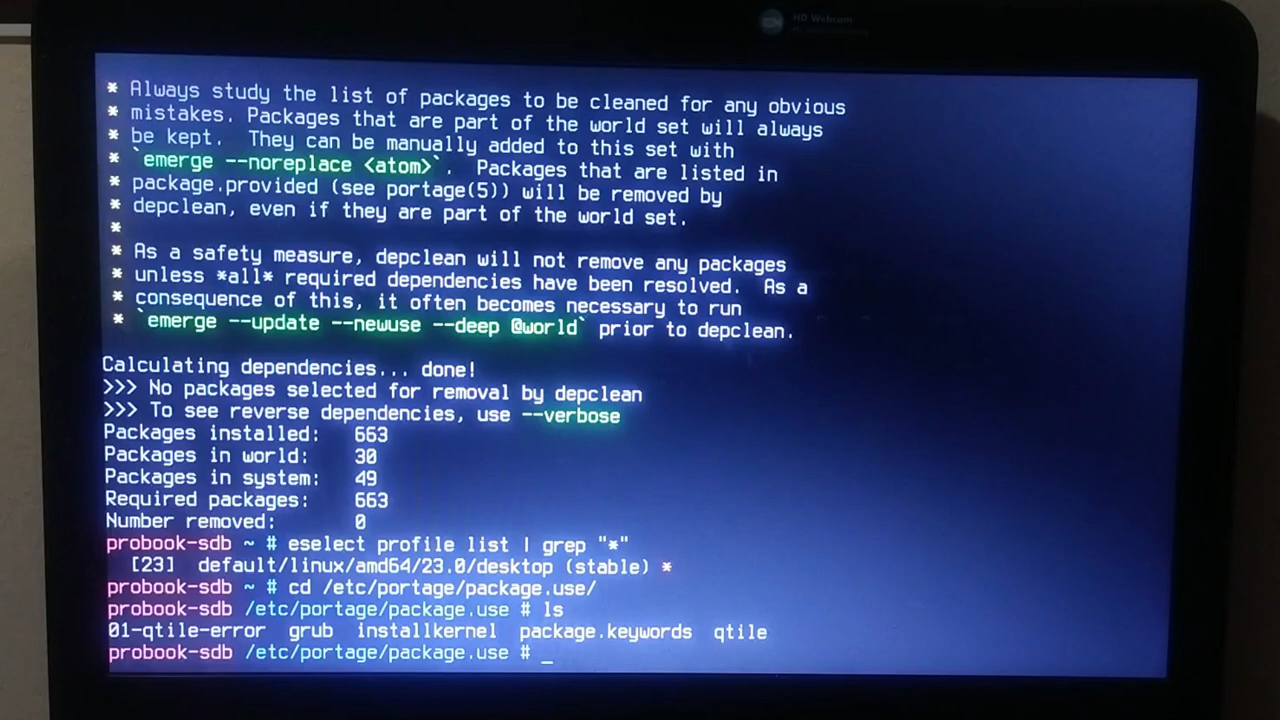 HD Webcam
* Always study the list of packages to be cleaned for any obvious
* mistakes. Packages that are part of the world set will always
* be kept.  They can be manually added to this set with
* `emerge --noreplace <atom>`.  Packages that are listed in
* package.provided (see portage(5)) will be removed by
* depclean, even if they are part of the world set.
*
* As a safety measure, depclean will not remove any packages
* unless *all* required dependencies have been resolved.  As a
* consequence of this, it often becomes necessary to run
* `emerge --update --newuse --deep @world` prior to depclean.
Calculating dependencies... done!
>>> No packages selected for removal by depclean
>>> To see reverse dependencies, use --verbose
Packages installed:   663
Packages in world:    30
Packages in system:   49
Required packages:    663
Number removed:       0
probook-sdb ~ # eselect profile list | grep "*"
  [23]  default/linux/amd64/23.0/desktop (stable) *
probook-sdb ~ # cd /etc/portage/package.use/
probook-sdb /etc/portage/package.use # ls
01-qtile-error  grub  installkernel  package.keywords  qtile
probook-sdb /etc/portage/package.use # _